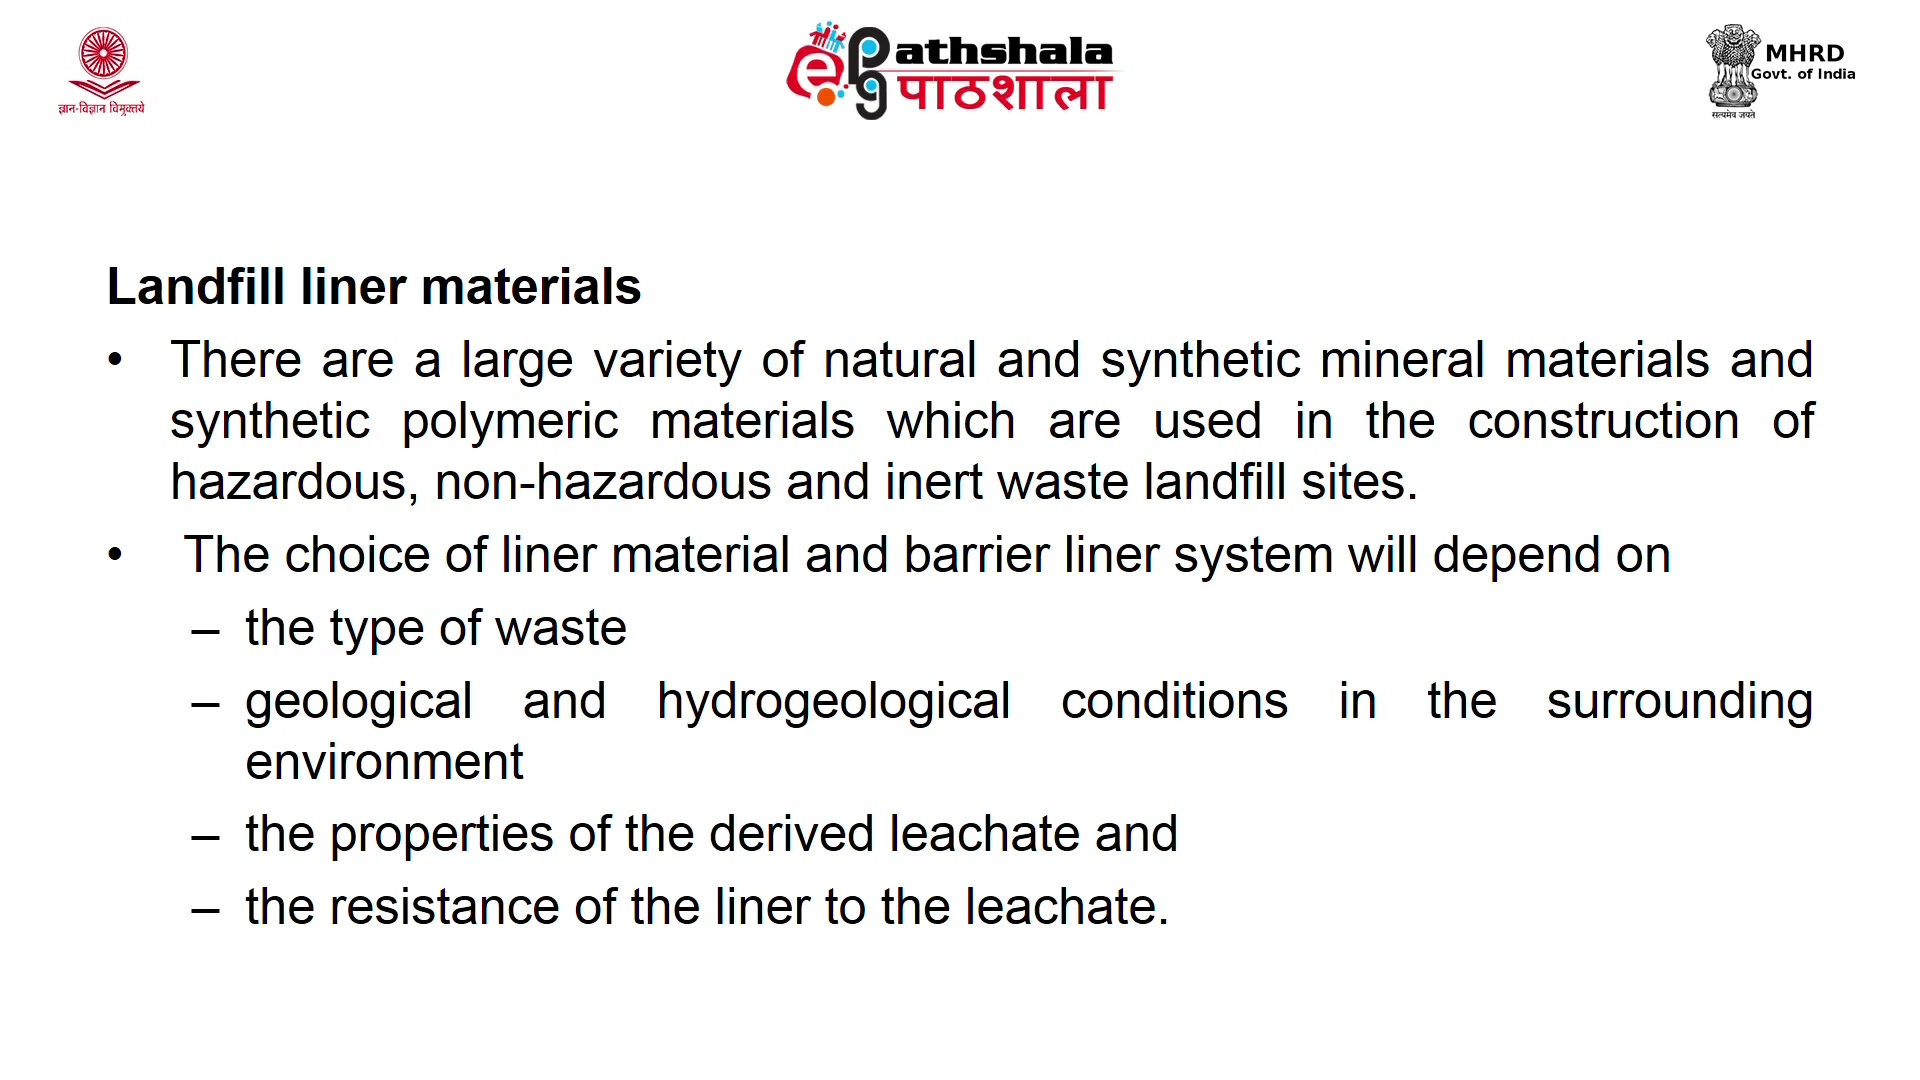 ज्ञान-विज्ञान विमुक्तये
e Pg athshala
पाठशाला
MHRD
Govt. of India
सत्यमेव जयते
Landfill liner materials
• There are a large variety of natural and synthetic mineral materials and
synthetic polymeric materials which are used in the construction of
hazardous, non-hazardous and inert waste landfill sites.
• The choice of liner material and barrier liner system will depend on
– the type of waste
– geological and hydrogeological conditions in the surrounding
environment
– the properties of the derived leachate and
– the resistance of the liner to the leachate.